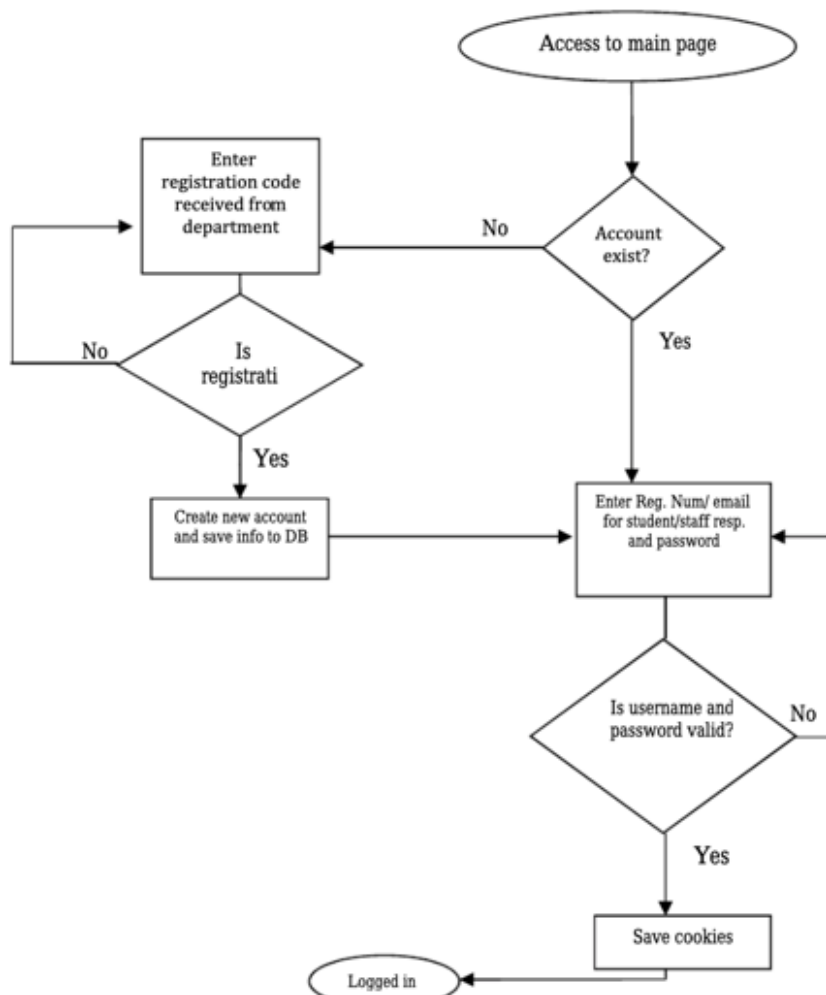 Access to main page
Enter
registration code
received from
department
No
Account
exist?
Yes
No
Is
registrati
Yes
Create new account
and save info to DB
Enter Reg. Num/ email
for student/staff resp.
and password
Is username and
password valid?
No
Yes
Save cookies
Logged in